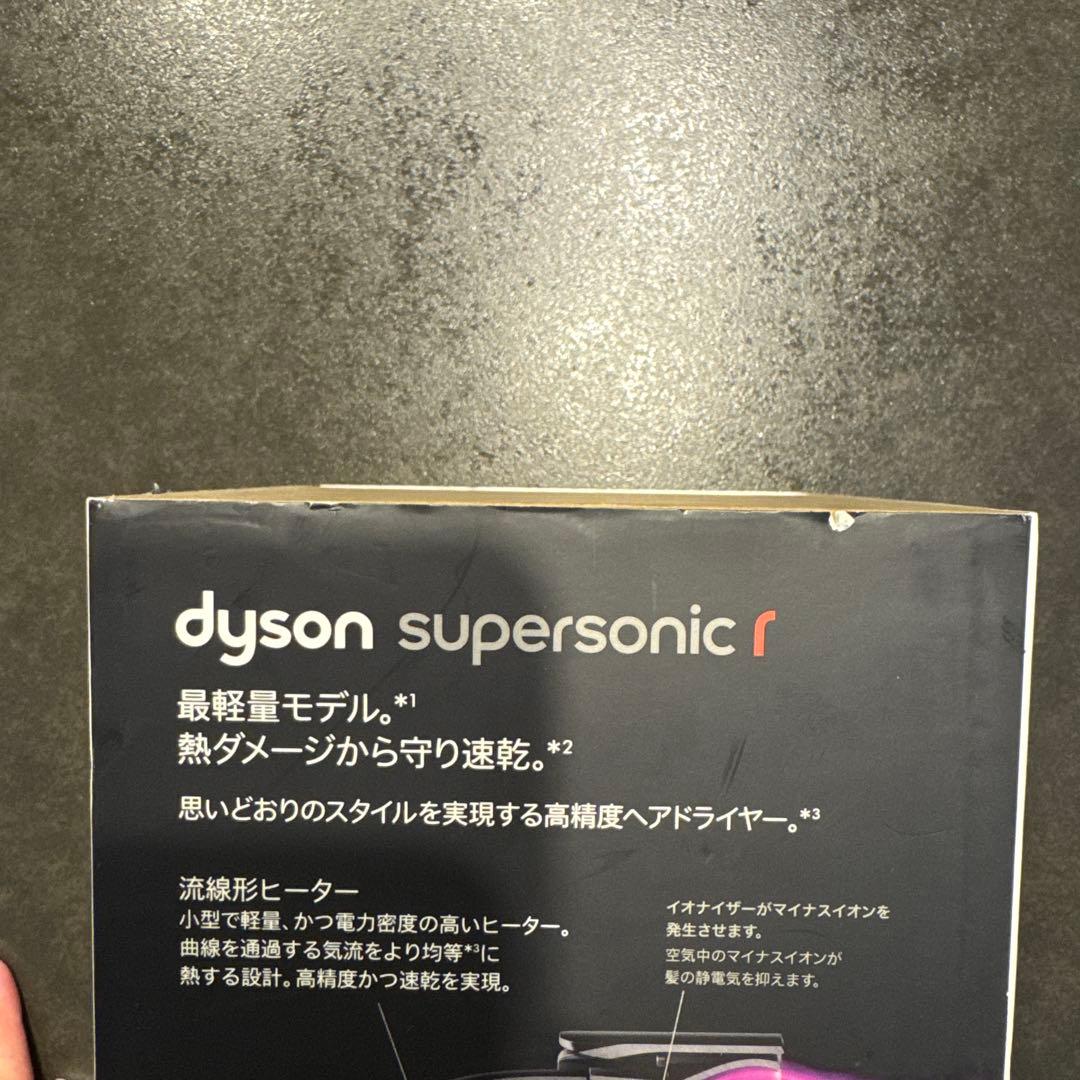 dyson supersonic r
最軽量モデル。*1
熱ダメージから守り速乾。*2
思いどおりのスタイルを実現する高精度ヘアドライヤー。*3
流線形ヒーター
小型で軽量、かつ電力密度の高いヒーター。
曲線を通過する気流をより均等*3に
熱する設計。高精度かつ速乾を実現。
イオナイザーがマイナスイオンを
発生させます。
空気中のマイナスイオンが
髪の静電気を抑えます。